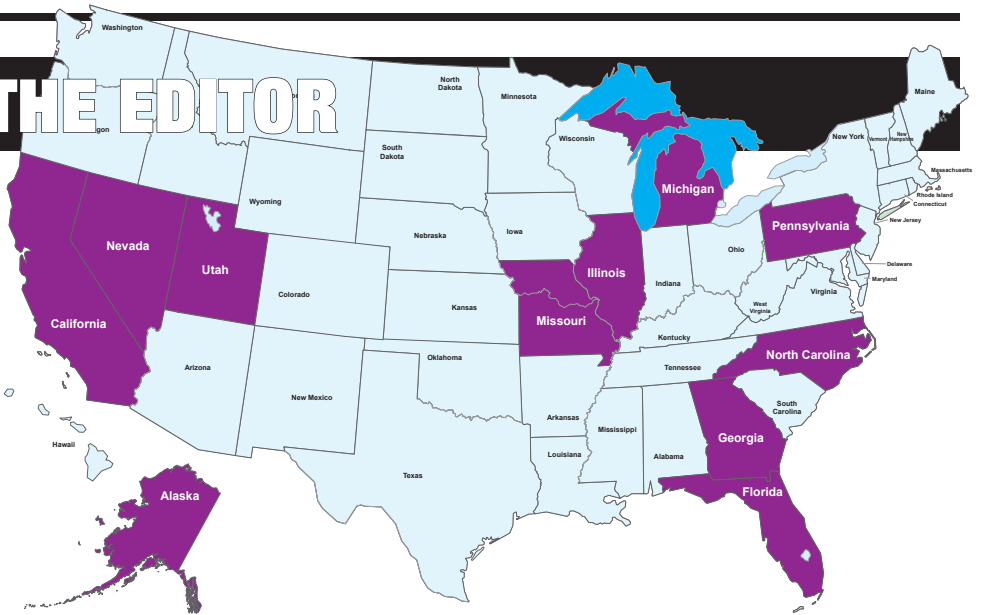 Washington
THE EDITOR
gon
North
Dakota
Minnesota
Maine
Wisconsin
New York
Vermont
New
Hampshire
South
Dakota
Massachusetts
Michigan
Wyoming
Rhode Island
Connecticut
New Jersey
Pennsylvania
Iowa
Nebraska
Nevada
Ohio
Utah
Illinois
Indiana
Delaware
Maryland
Colorado
Virginia
West
Virginia
Kansas
Missouri
California
Kentucky
North Carolina
Oklahoma
Arizona
Tennessee
New Mexico
South
Carolina
Arkansas
Mississippi
Georgia
Hawaii
Louisiana
Alabama
Texas
Alaska
Florida